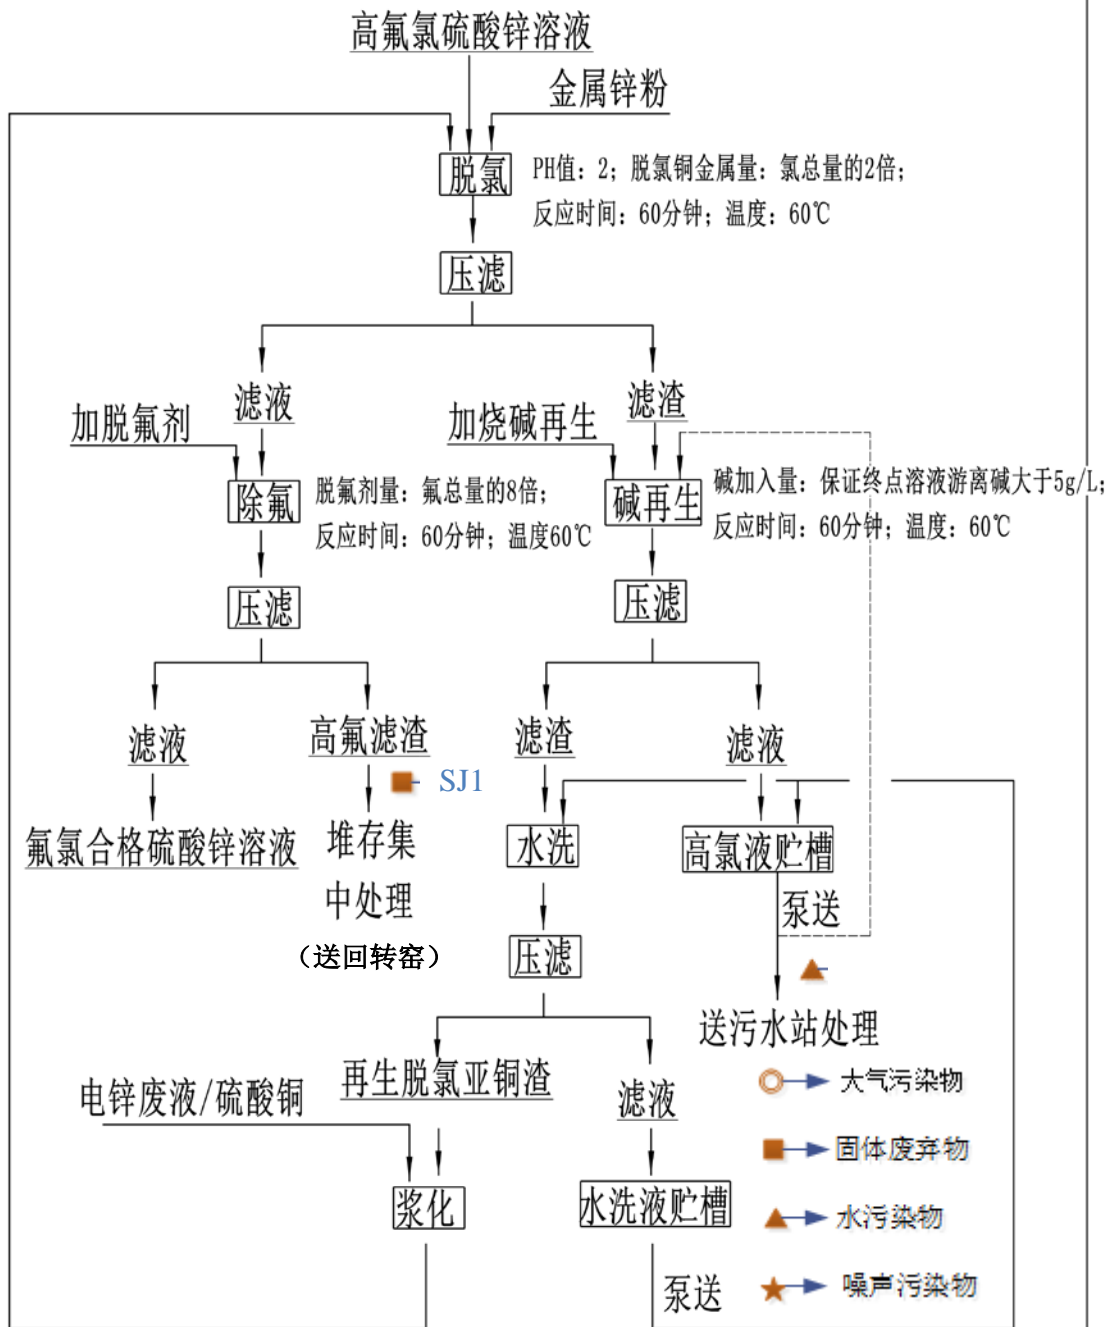 高氟氯硫酸锌溶液
金属锌粉
脱氯
PH值：2；脱氯铜金属量：氯总量的2倍；
反应时间：60分钟；温度：60℃
压滤
滤液
滤渣
加脱氟剂
加烧碱再生
除氟
脱氟剂量：氟总量的8倍；
反应时间：60分钟；温度60℃
碱再生
碱加入量：保证终点溶液游离碱大于5g/L；
反应时间：60分钟；温度：60℃
压滤
压滤
滤液
高氟滤渣
滤渣
滤液
SJ1
氟氯合格硫酸锌溶液
堆存集
中处理
（送回转窑）
水洗
高氯液贮槽
泵送
压滤
送污水站处理
再生脱氯亚铜渣
滤液
电锌废液/硫酸铜
浆化
水洗液贮槽
泵送
大气污染物
固体废弃物
水污染物
噪声污染物